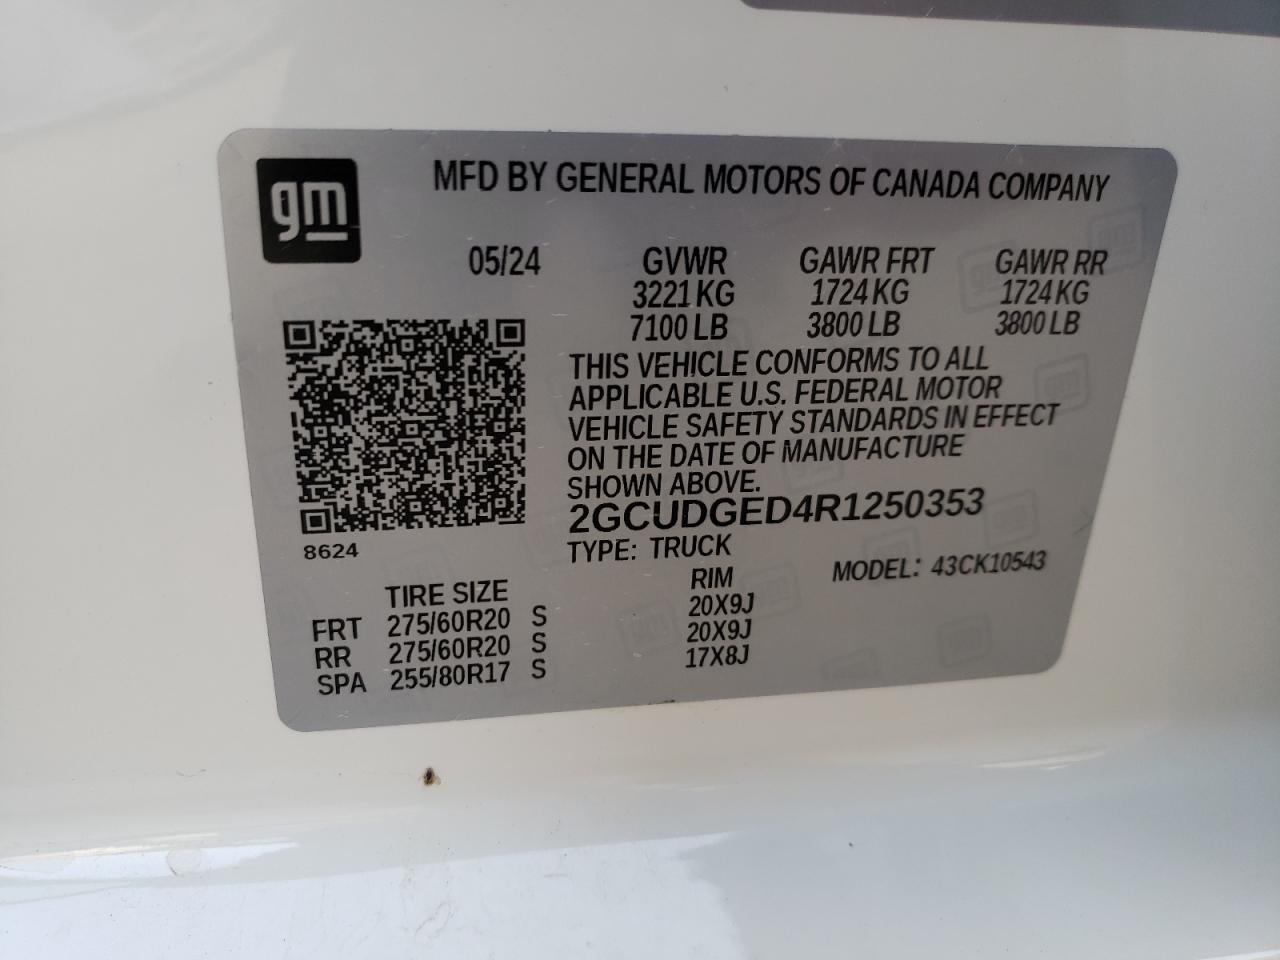 gm
MFD BY GENERAL MOTORS OF CANADA COMPANY
05/24 GVWR GAWR FRT GAWR RR
3221 KG 1724 KG 1724 KG
7100 LB 3800 LB 3800 LB
THIS VEHICLE CONFORMS TO ALL
APPLICABLE U.S. FEDERAL MOTOR
VEHICLE SAFETY STANDARDS IN EFFECT
ON THE DATE OF MANUFACTURE
SHOWN ABOVE.
2GCUDGED4R1250353
8624
TYPE: TRUCK MODEL: 43CK10543
TIRE SIZE RIM
FRT 275/60R20 S 20X9J
RR 275/60R20 S 20X9J
SPA 255/80R17 S 17X8J